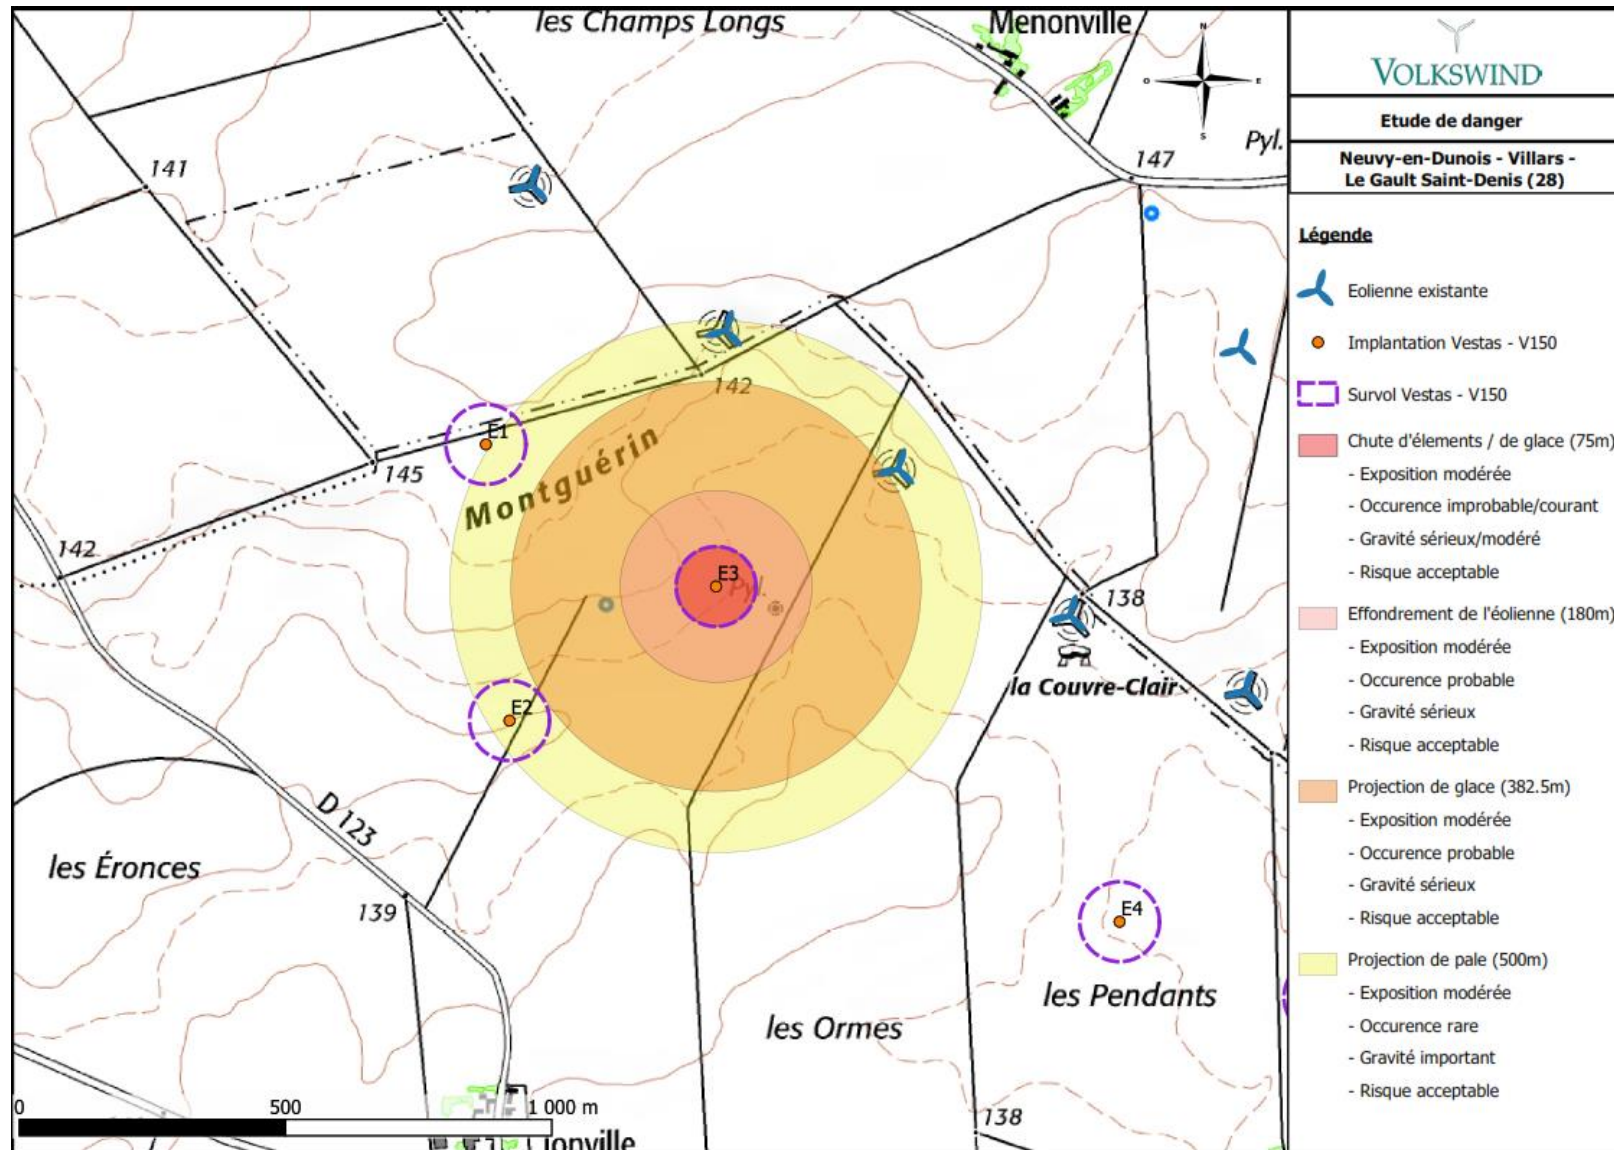 les Champs Longs
Menonville
N
O
E
S
Pyl.
147
141
142
E1
Montguérin
145
142
E3
Pyl.
138
la Couvre-Clair
E2
D 123
les Éronces
139
E4
les Pendants
les Ormes
138
0 500 1 000 m
VOLKSWIND
Etude de danger
Neuvy-en-Dunois - Villars -
Le Gault Saint-Denis (28)
Légende
Eolienne existante
Implantation Vestas - V150
Survol Vestas - V150
Chute d'élements / de glace (75m)
- Exposition modérée
- Occurence improbable/courant
- Gravité sérieux/modéré
- Risque acceptable
Effondrement de l'éolienne (180m)
- Exposition modérée
- Occurence probable
- Gravité sérieux
- Risque acceptable
Projection de glace (382.5m)
- Exposition modérée
- Occurence probable
- Gravité sérieux
- Risque acceptable
Projection de pale (500m)
- Exposition modérée
- Occurence rare
- Gravité important
- Risque acceptable